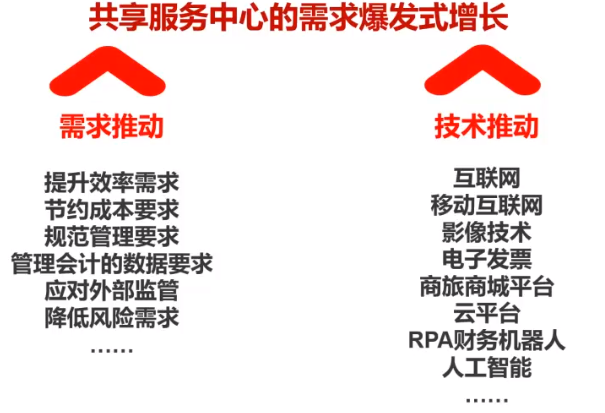 共享服务中心的需求爆发式增长
需求推动
提升效率需求
节约成本要求
规范管理要求
管理会计的数据要求
应对外部监管
降低风险需求
……
技术推动
互联网
移动互联网
影像技术
电子发票
商旅商城平台
云平台
RPA财务机器人
人工智能
……